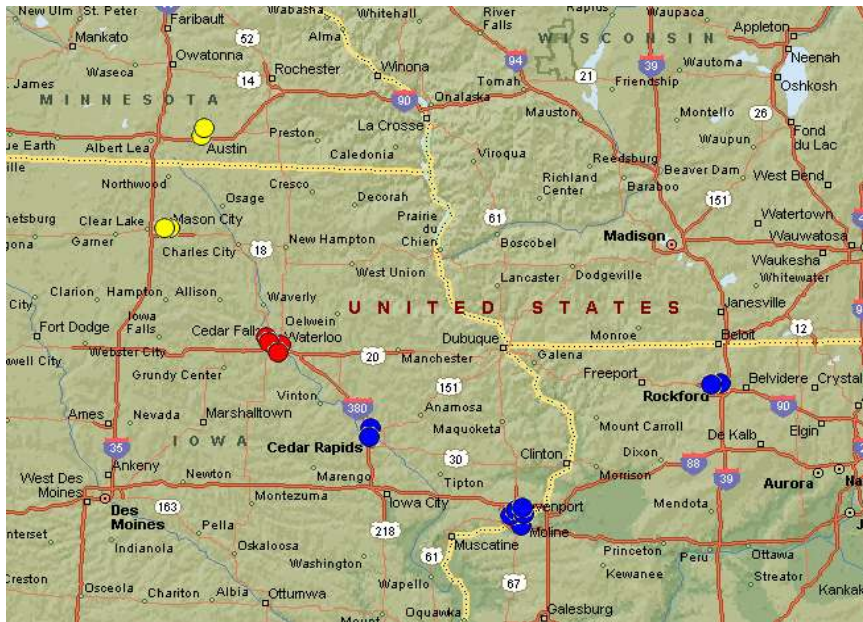 New Ulm
St. Peter
Faribault
Wabasha
Whitehall
River
Falls
Rapids
Waupaca
Appleton
Mankato
Alma
WISCONSIN
Neenah
Owatonna
52
94
39
Wautoma
Oshkosh
Waseca
Rochester
Winona
Tomah
21
Friendship
14
. James
MINNESOTA
90
Onalaska
Mauston
Montello
26
La Crosse
Fond
du Lac
ue Earth
Albert Lea
Austin
Preston
Waupun
ville
Caledonia
Viroqua
Reedsburg
Beaver Dam
Northwood
Cresco
Richland
Center
Baraboo
West Bend
Osage
Decorah
151
Clear Lake
Mason City
Prairie
du
Chien
61
Watertown
Garner
Charles City
18
New Hampton
Boscobel
Madison
Wauwatosa
Waukesha
West Union
Lancaster
Dodgeville
Whitewater
City
Clarion
Hampton
Allison
Waverly
UNITED STATES
Janesville
Fort Dodge
Iowa
Falls
Cedar Falls
Oelwein
Waterloo
Dubuque
Monroe
Beloit
12
Webster City
20
Manchester
Galena
Grundy Center
151
Freeport
Belvidere
Crystal
Rockford
Vinton
380
Anamosa
90
Ames
Nevada
Marshalltown
Maquoketa
Mount Carroll
De Kalb
Elgin
IOWA
35
Cedar Rapids
Dixon
Ankeny
30
Clinton
88
Newton
Marengo
Tipton
Morrison
Aurora
West Des
Moines
39
Montezuma
Iowa City
venport
Mendota
Des
Moines
163
Pella
218
Moline
Muscatine
Indianola
Oskaloosa
Princeton
Peru
Ottawa
Washington
61
67
Kewanee
Streator
Creston
Osceola
Chariton
Albia
Ottumwa
Wapello
Oquawka
Galesburg
Kankak
Mount